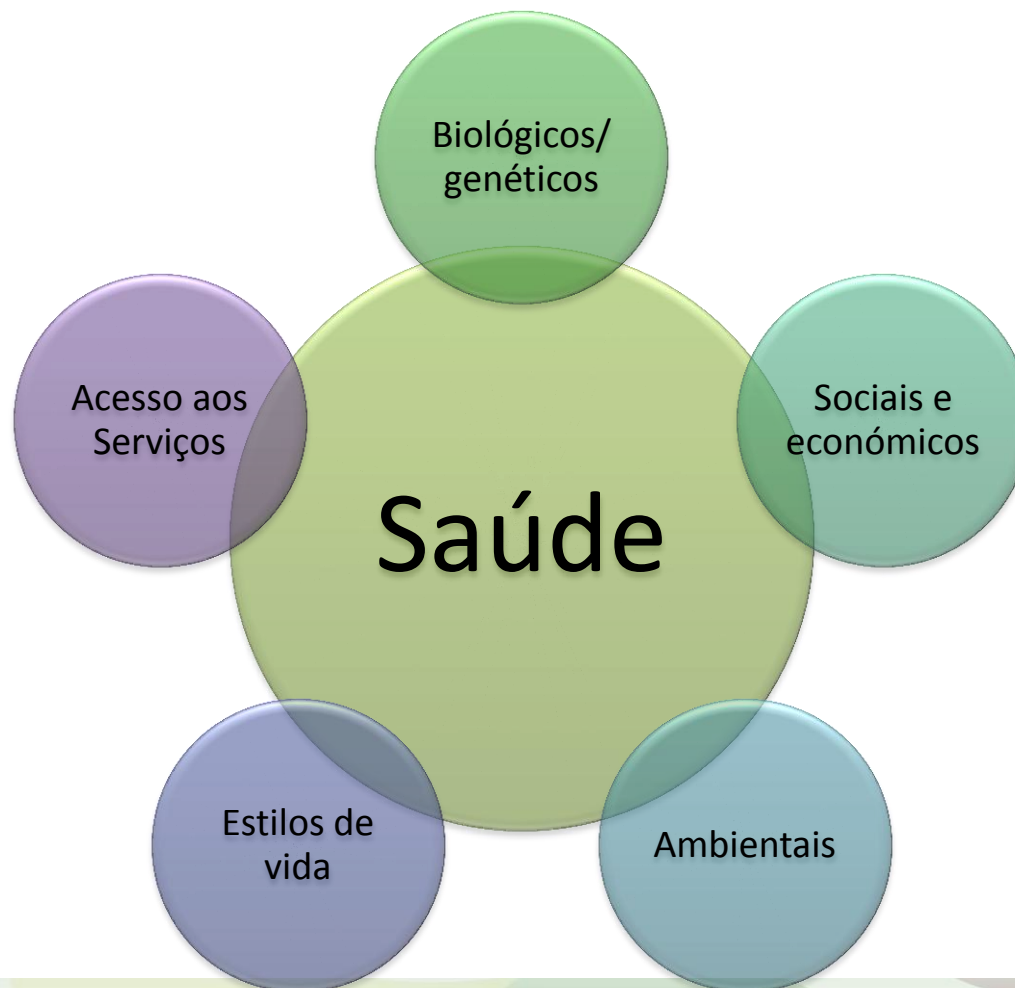 Biológicos/
genéticos
Acesso aos
Serviços
Sociais e
económicos
Saúde
Estilos de
vida
Ambientais